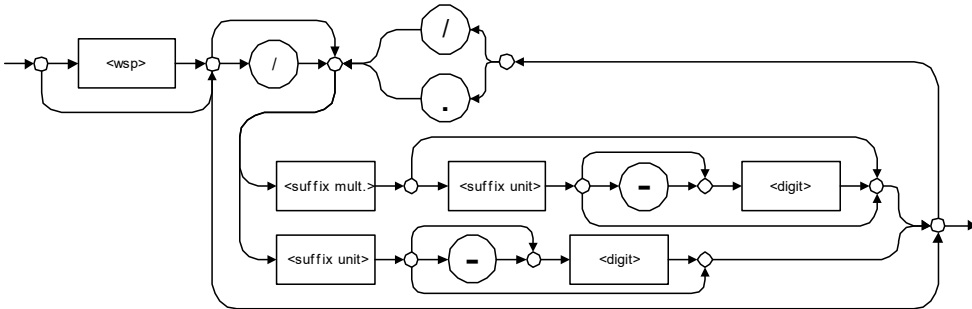 /
<wsp>
/
.
<suffix mult.>
<suffix unit>
-
<digit>
<suffix unit>
-
<digit>